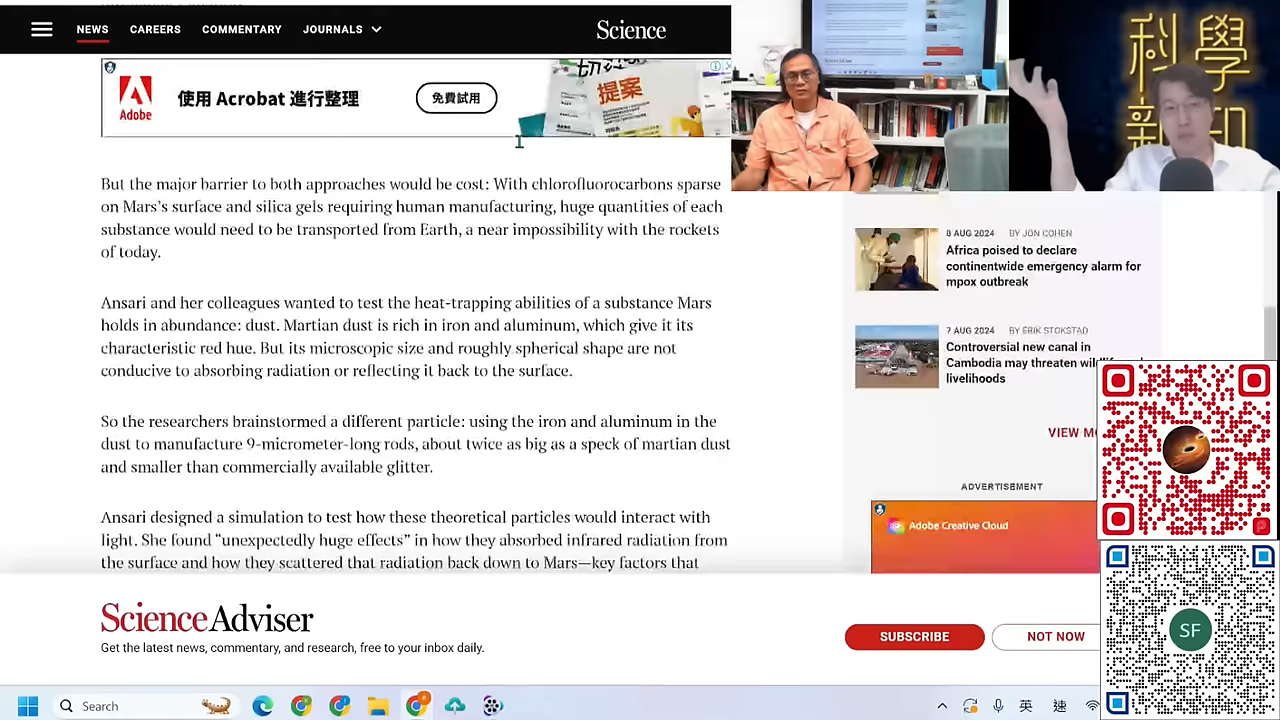 NEWS CAREERS COMMENTARY JOURNALS
Science
Adobe
使用 Acrobat 進行整理
免費試用
提案
科學
But the major barrier to both approaches would be cost: With chlorofluorocarbons sparse
on Mars's surface and silica gels requiring human manufacturing, huge quantities of each
substance would need to be transported from Earth, a near impossibility with the rockets
of today.
Ansari and her colleagues wanted to test the heat-trapping abilities of a substance Mars
holds in abundance: dust. Martian dust is rich in iron and aluminum, which give it its
characteristic red hue. But its microscopic size and roughly spherical shape are not
conducive to absorbing radiation or reflecting it back to the surface.
So the researchers brainstormed a different particle: using the iron and aluminum in the
dust to manufacture 9-micrometer-long rods, about twice as big as a speck of martian dust
and smaller than commercially available glitter.
Ansari designed a simulation to test how these theoretical particles would interact with
light. She found “unexpectedly huge effects” in how they absorbed infrared radiation from
the surface and how they scattered that radiation back down to Mars—key factors that
8 AUG 2024 BY JON COHEN
Africa poised to declare
continentwide emergency alarm for
mpox outbreak
7 AUG 2024 BY ERIK STOKSTAD
Controversial new canal in
Cambodia may threaten
livelihoods
VIEW
ADVERTISEMENT
Adobe Creative Cloud
ScienceAdviser
Get the latest news, commentary, and research, free to your inbox daily.
SUBSCRIBE
NOT NOW
SF
Search
英
速